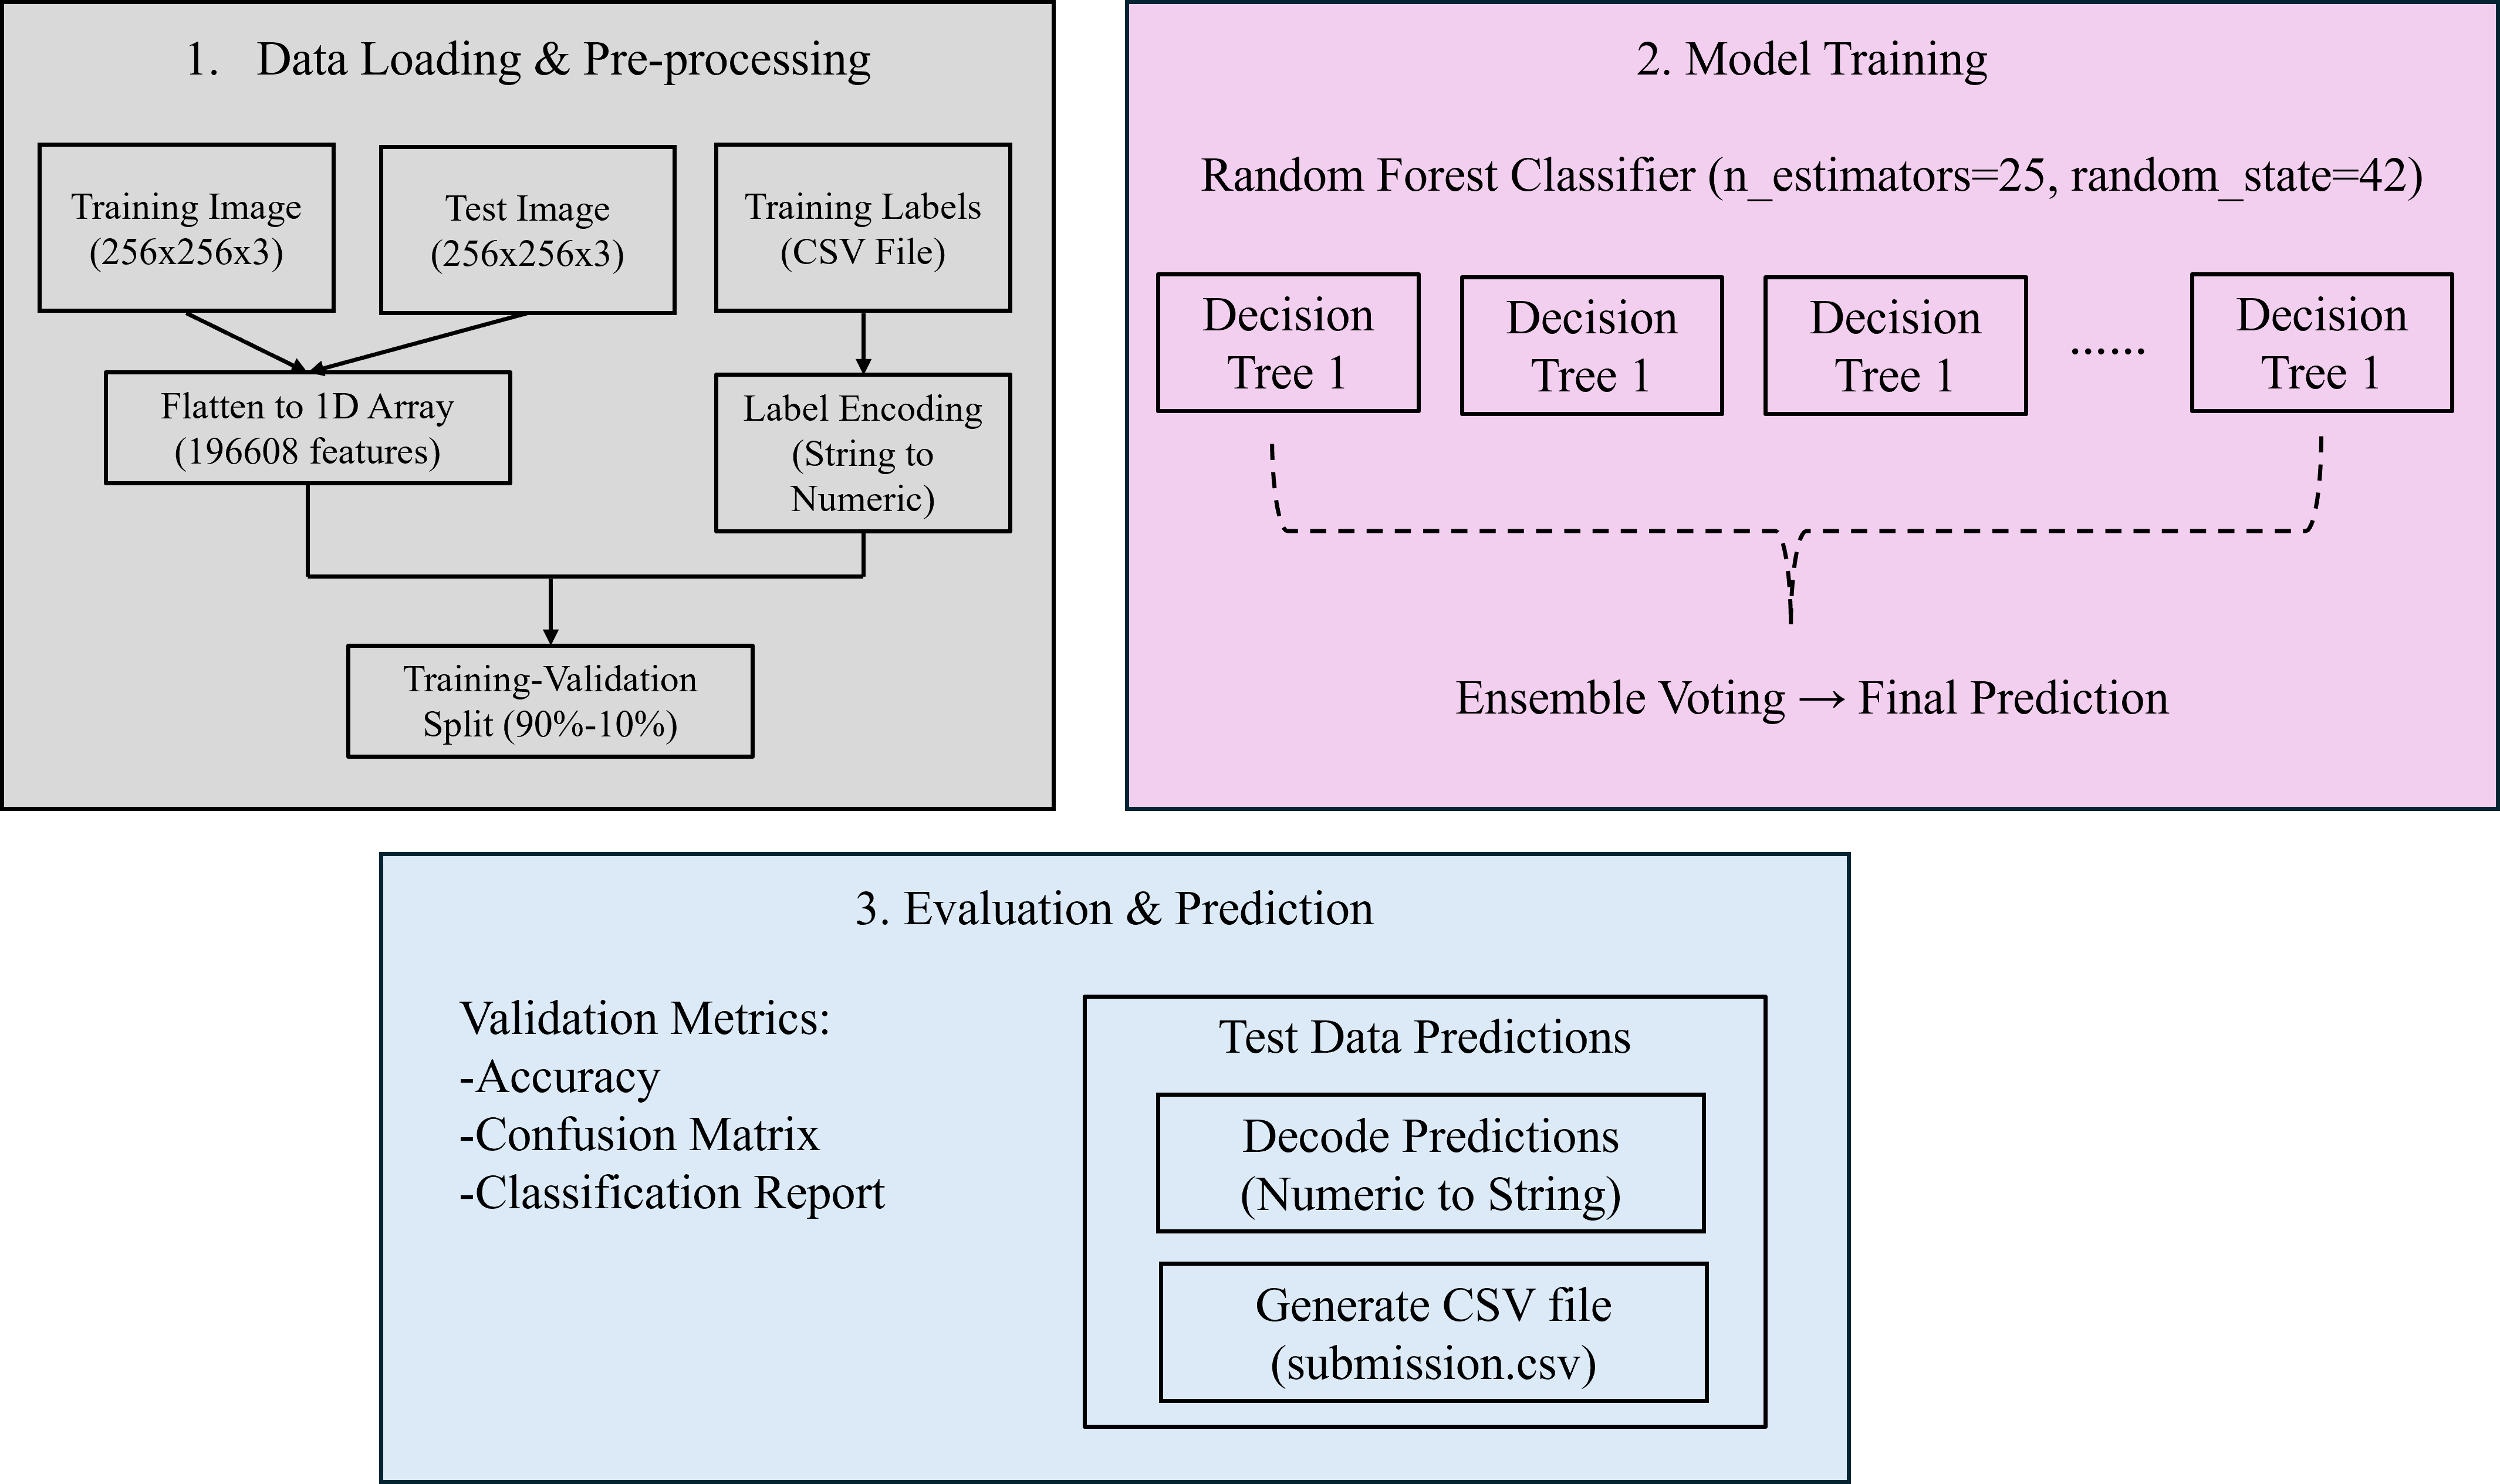 1. Data Loading & Pre-processing
Training Image
(256x256x3)
Test Image
(256x256x3)
Training Labels
(CSV File)
Flatten to 1D Array
(196608 features)
Label Encoding
(String to
Numeric)
Training-Validation
Split (90%-10%)
2. Model Training
Random Forest Classifier (n_estimators=25, random_state=42)
Decision
Tree 1
Decision
Tree 1
Decision
Tree 1
......
Decision
Tree 1
Ensemble Voting → Final Prediction
3. Evaluation & Prediction
Validation Metrics:
-Accuracy
-Confusion Matrix
-Classification Report
Test Data Predictions
Decode Predictions
(Numeric to String)
Generate CSV file
(submission.csv)